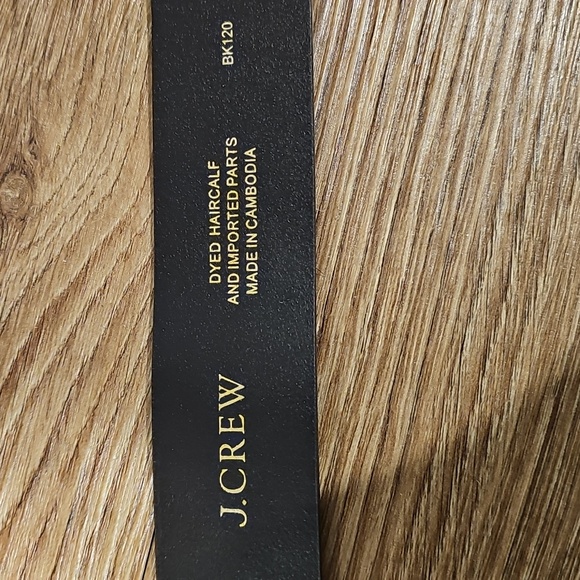 J.CREW
DYED HAIRCALF
AND IMPORTED PARTS
MADE IN CAMBODIA
BK120